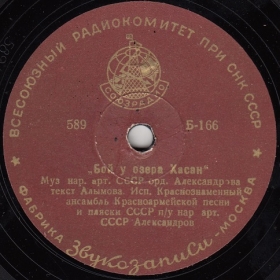 ВСЕСОЮЗНЫЙ РАДИОКОМИТЕТ ПРИ СНК СССР
СОЮЗРАДИО
589 Б-166
„Бой у озера Хасан"
Муз нар. арт. СССР орд. Александрова
текст Алымова. Исп. Краснознаменный
ансамбль Красноармейской песни
и пляски СССР п/у нар арт.
СССР Александров
ФАБРИКА Звукозаписи - МОСКВА